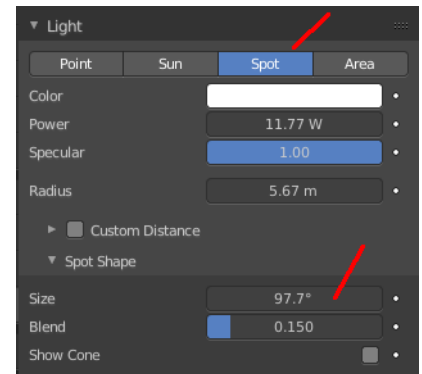 Light
Point Sun Spot Area
Color
Power 11.77 W
Specular 1.00
Radius 5.67 m
Custom Distance
Spot Shape
Size 97.7°
Blend 0.150
Show Cone